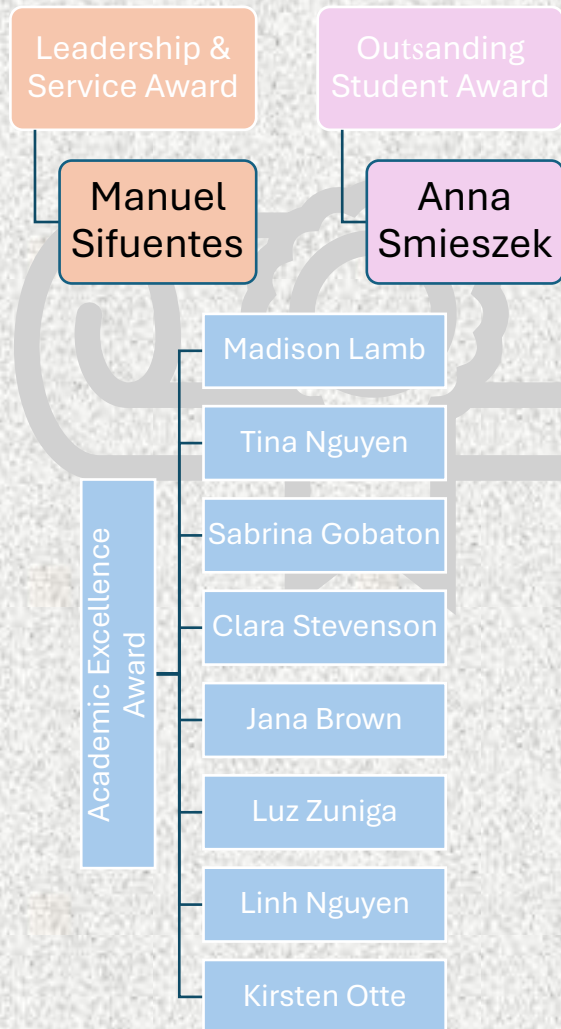 Leadership &
Service Award
Manuel
Sifuentes
Outsanding
Student Award
Anna
Smieszek
Academic Excellence
Award
Madison Lamb
Tina Nguyen
Sabrina Gobaton
Clara Stevenson
Jana Brown
Luz Zuniga
Linh Nguyen
Kirsten Otte